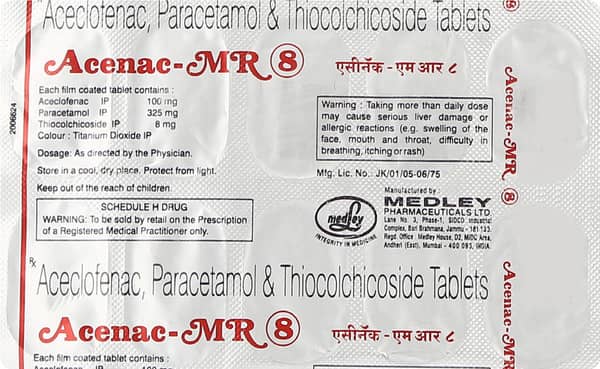 Aceclofenac, Paracetamol & Thiocolchicoside Tablets
Acenac-MR 8
एसीनॅक - एम आर ८
Each film coated tablet contains :
Aceclofenac IP 100 mg
Paracetamol IP 325 mg
Thiocolchicoside IP 8 mg
Colour : Titanium Dioxide IP
Dosage: As directed by the Physician.
Store in a cool, dry place. Protect from light.
Keep out of the reach of children.
SCHEDULE H DRUG
WARNING: To be sold by retail on the Prescription
of a Registered Medical Practitioner only.
Warning : Taking more than daily dose
may cause serious liver damage or
allergic reactions (e.g. swelling of the
face, mouth and throat, difficulty in
breathing, itching or rash)
Mfg. Lic. No.: JK/01/05-06/75
medley
INTEGRITY IN MEDICINE
Manufactured by :
MEDLEY
PHARMACEUTICALS LTD.
Lane No. 3, Phase-1, SIDCO Industrial
Complex, Bari Brahmana, Jammu - 181 133.
Regd. Office : Medley House, D2, MIDC Area,
Andheri (East), Mumbai - 400 093, INDIA.
2006624
8
Acenac-MR 8
Rx
Aceclofenac, Paracetamol & Thiocolchicoside Tablets
Acenac-MR 8
एसीनॅक - एम आर ८
Each film coated tablet contains :
Aceclofenac IP 100 mg
Acenac-MR